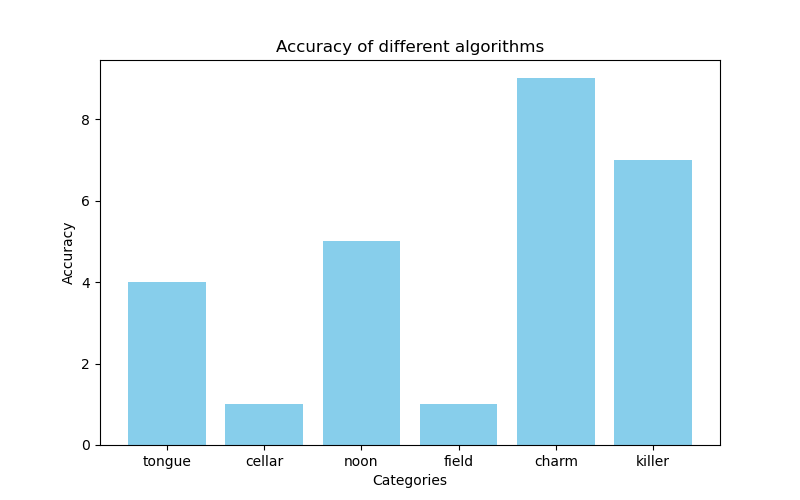 Accuracy of different algorithms
Accuracy
8
6
4
2
0
tongue cellar noon field charm killer
Categories